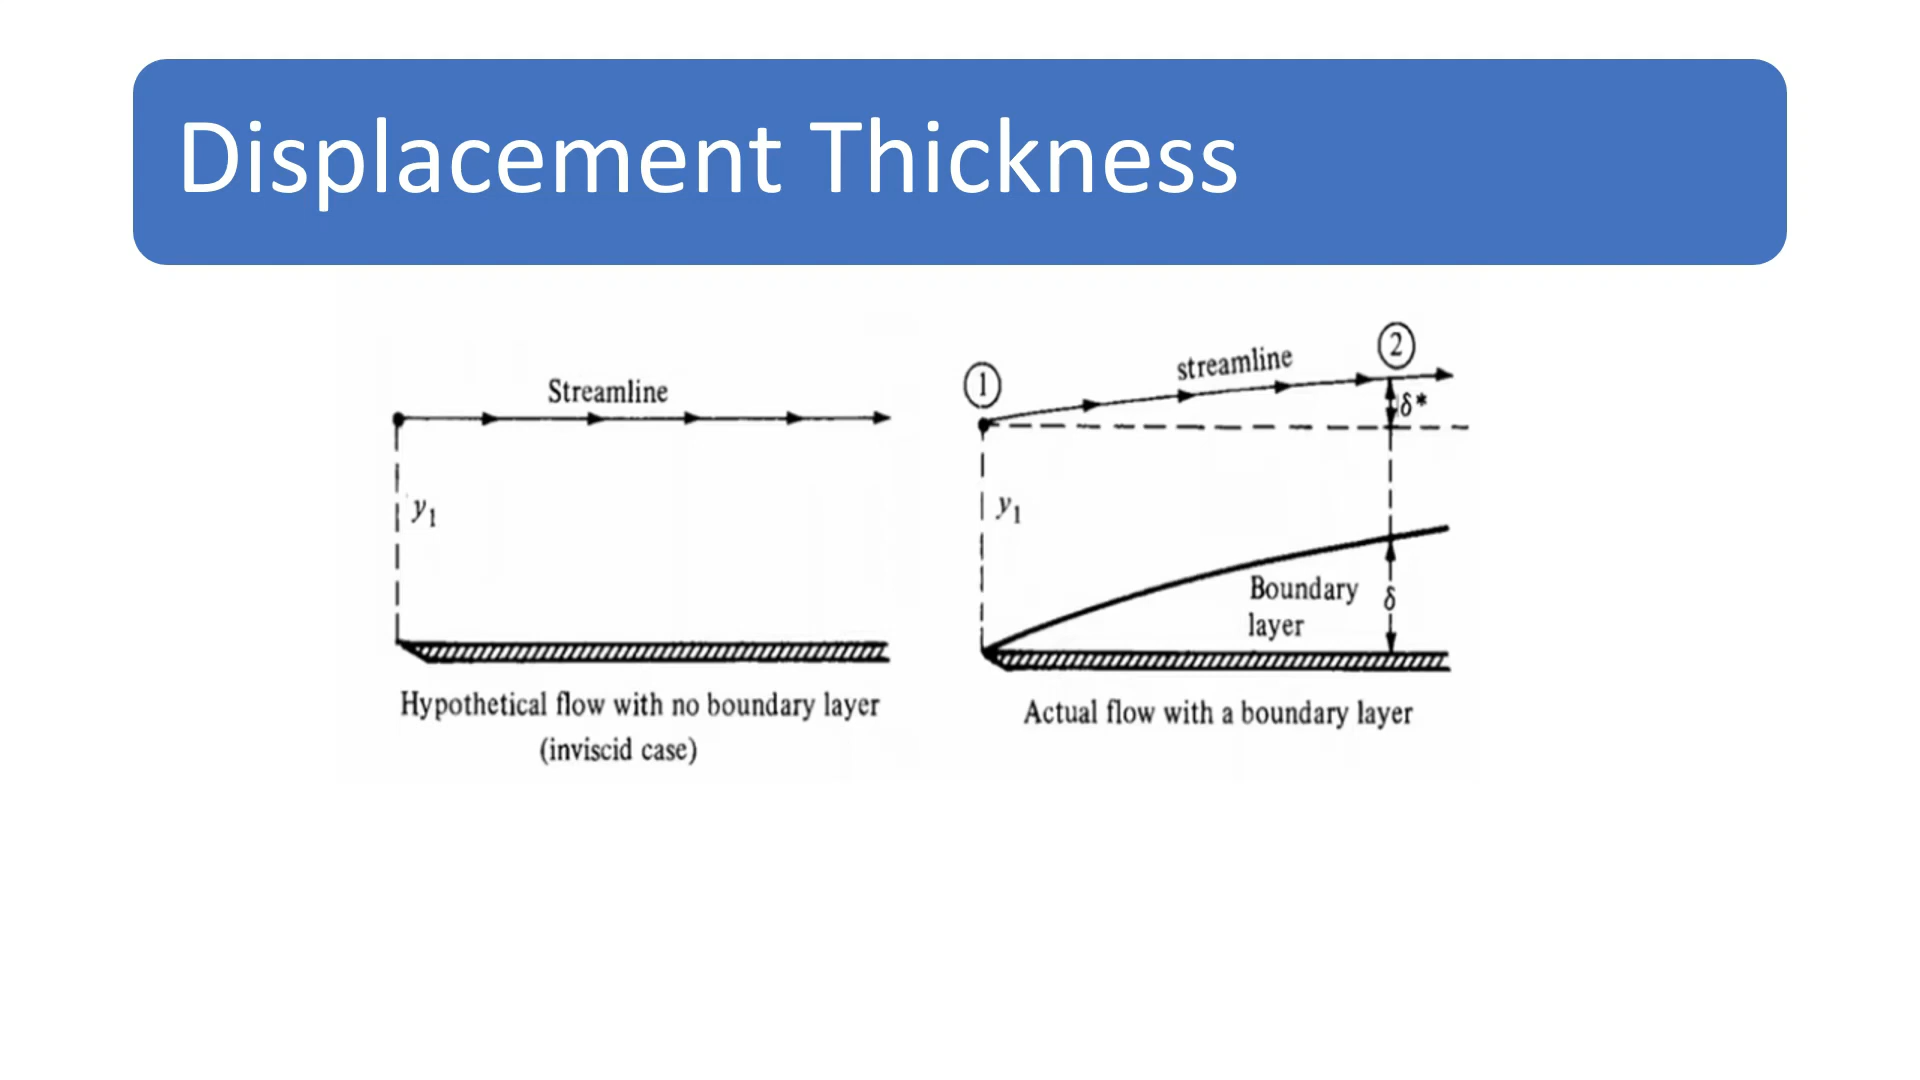 Displacement Thickness
Streamline
y1
Hypothetical flow with no boundary layer
(inviscid case)
1
streamline
2
δ*
y1
Boundary
layer
δ
Actual flow with a boundary layer